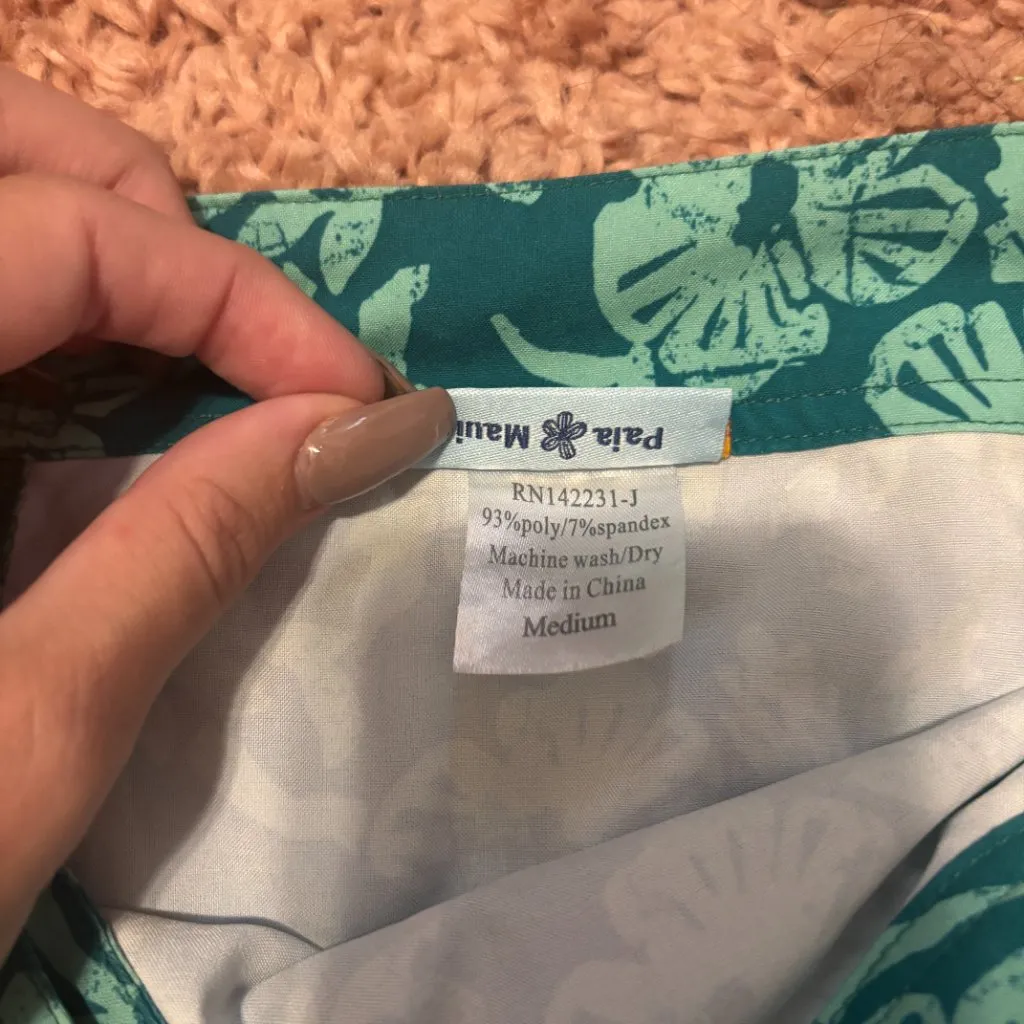 Paia Maui
RN142231-J
93%poly/7%spandex
Machine wash/Dry
Made in China
Medium